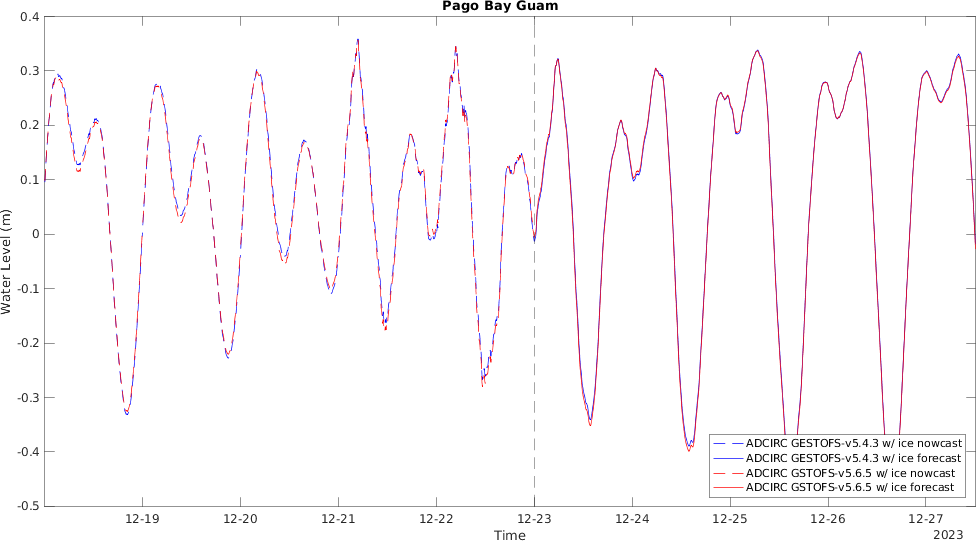 Pago Bay Guam
0.4
0.3
0.2
0.1
0
-0.1
-0.2
-0.3
-0.4
-0.5
Water Level (m)
ADCIRC GESTOFS-v5.4.3 w/ ice nowcast
ADCIRC GESTOFS-v5.4.3 w/ ice forecast
ADCIRC GSTOFS-v5.6.5 w/ ice nowcast
ADCIRC GSTOFS-v5.6.5 w/ ice forecast
12-19 12-20 12-21 12-22 12-23 12-24 12-25 12-26 12-27
Time
2023